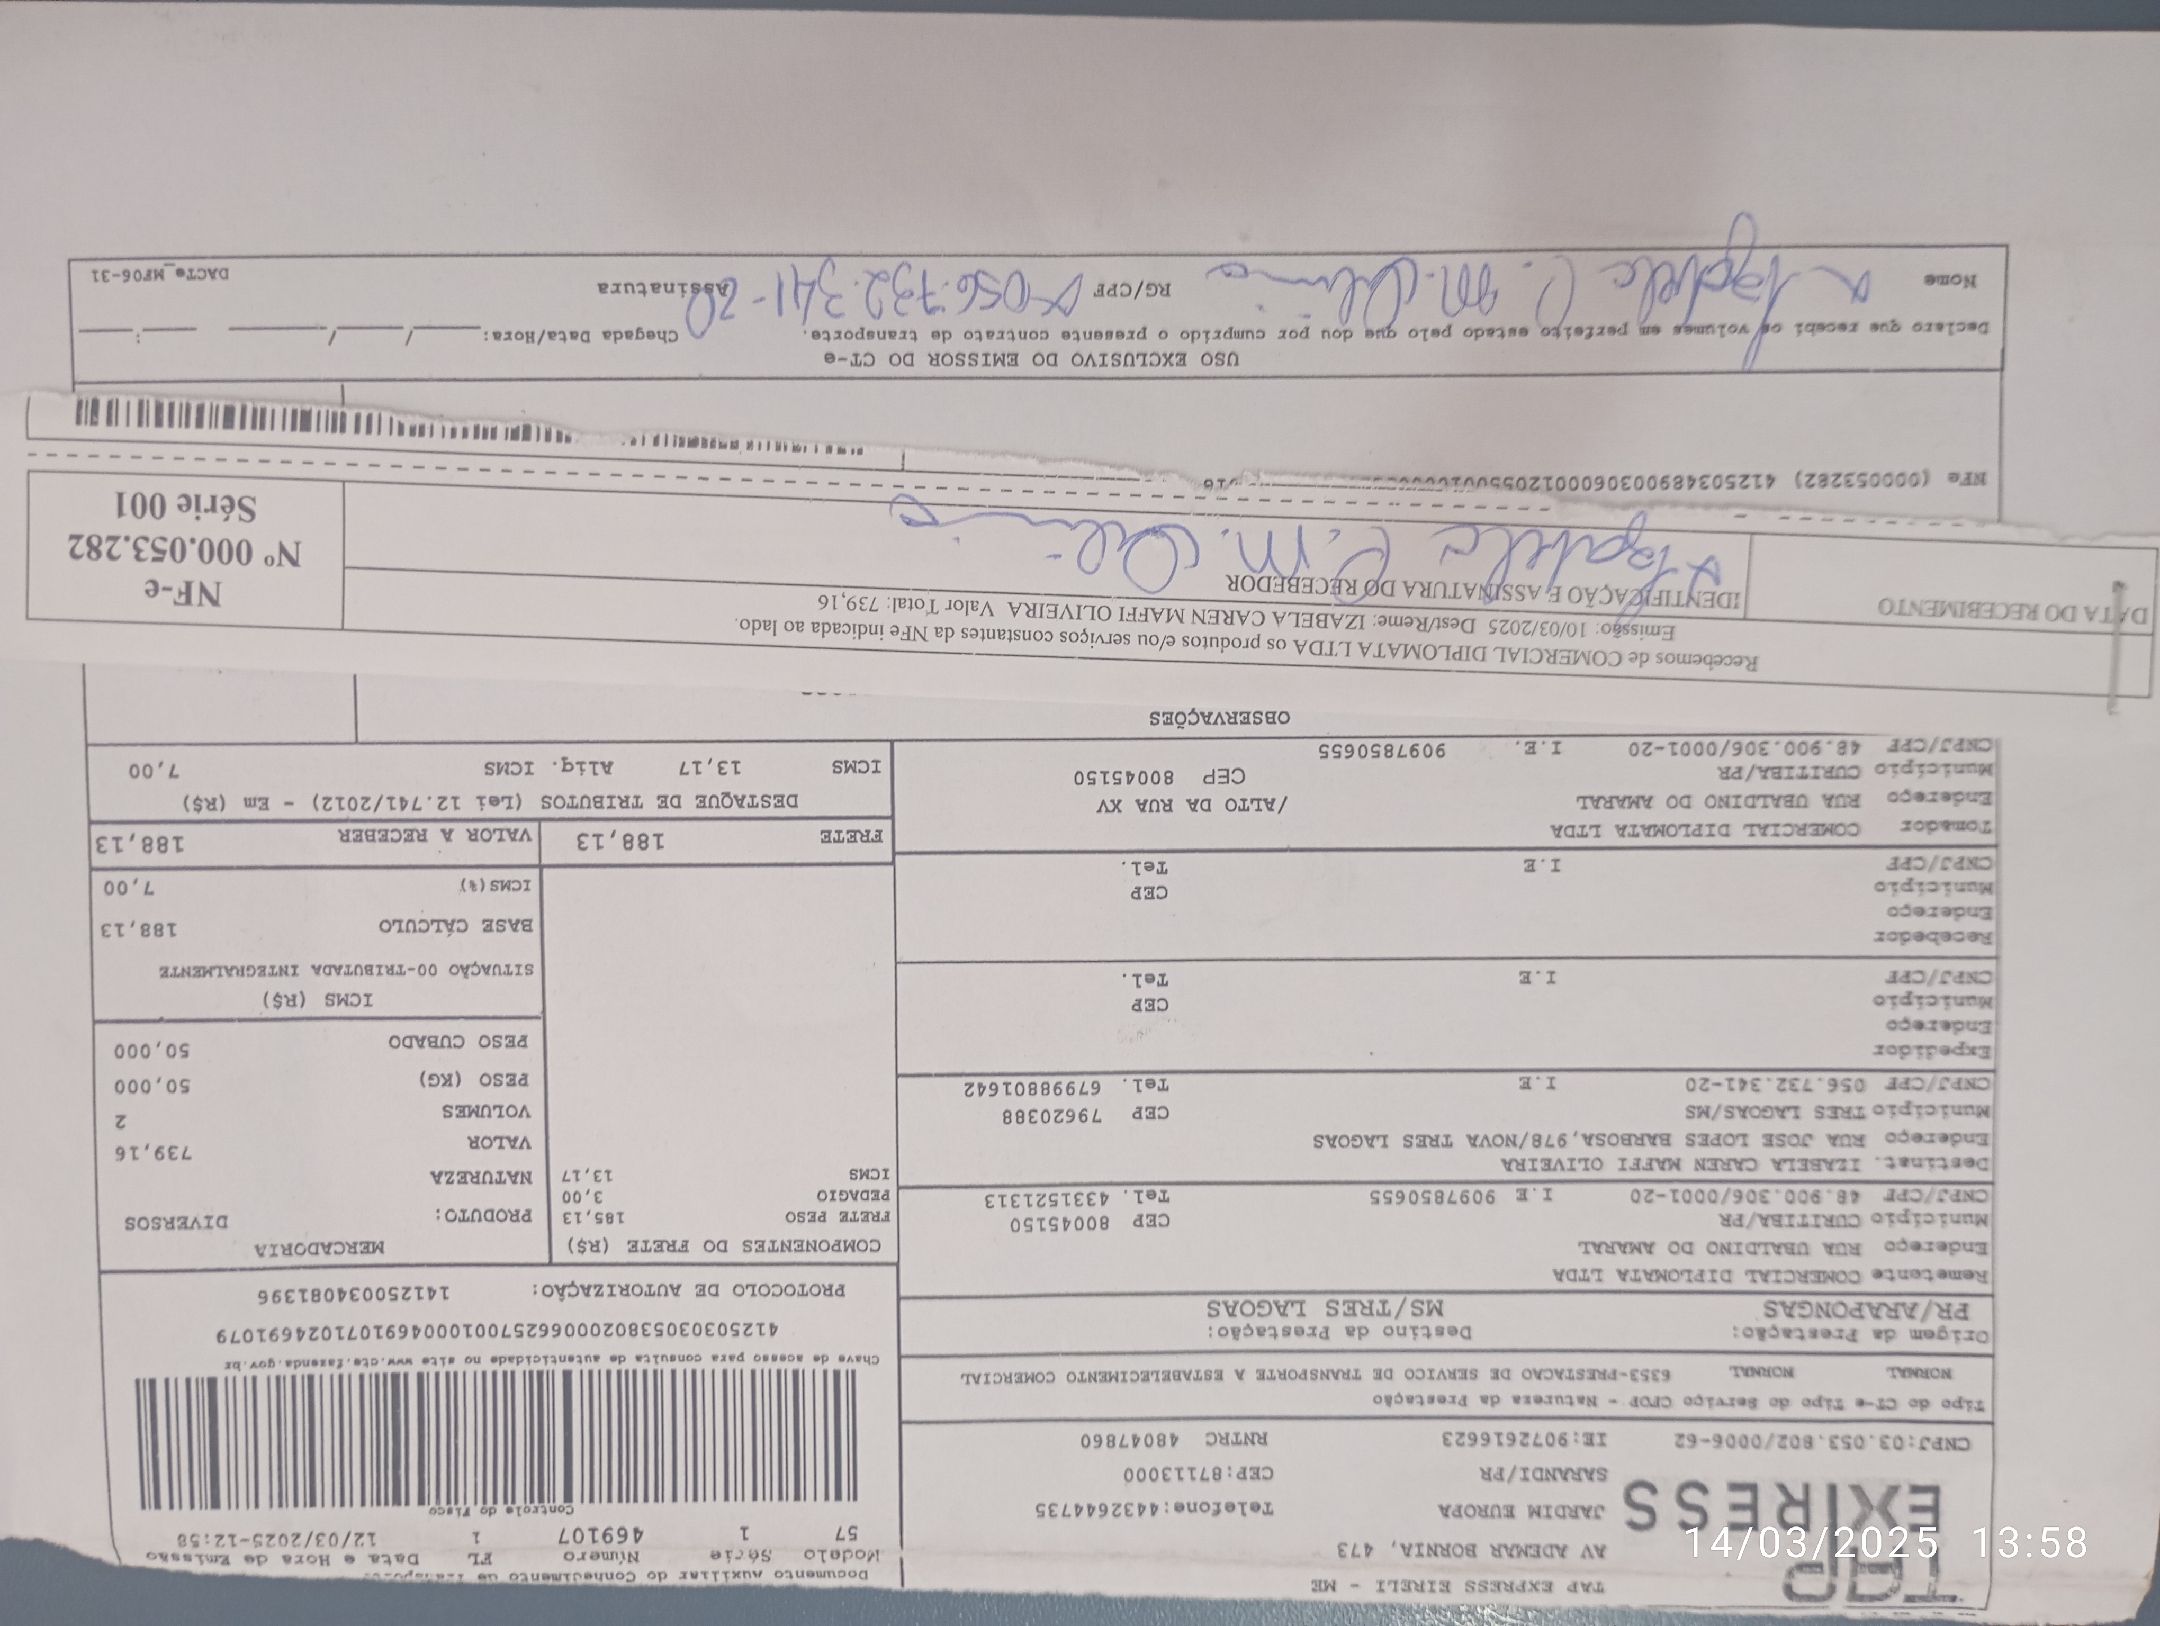 TAP EXPRESS EIRELI - ME
AV ADEMAR BORNIA, 473
JARDIM EUROPA Telefone:443264​4735
SARANDI/PR CEP:87113000
CNPJ:03.053.802/0006-62 IE:9072616623 RNTRC 48047860
Documento Auxiliar do Conhecimento de
Modelo Série Número FL Data e Hora de Emissão
57 1 469107 1 12/03/2025-12:58
Controle do Fisco
Tipo do CT-e Tipo do Serviço CFOP - Natureza da Prestação
NORMAL NORMAL 6353-PRESTACAO DE SERVICO DE TRANSPORTE A ESTABELECIMENTO COMERCIAL
Chave de acesso para consulta de autenticidade no site www.cte.fazenda.gov.br
41250303053802000662570010004691071024691079
Origem da Prestação: Destino da Prestação:
PR/ARAPONGAS MS/TRES LAGOAS
PROTOCOLO DE AUTORIZAÇÃO: 141250034081396
Remetente COMERCIAL DIPLOMATA LTDA
Endereço RUA UBALDINO DO AMARAL
Município CURITIBA/PR CEP 80045150
CNPJ/CPF 48.900.306/0001-20 I.E 9097850655 Tel. 4331521313
Destinat. IZABELA CAREN MAFFI OLIVEIRA
Endereço RUA JOSE LOPES BARBOSA,978/NOVA TRES LAGOAS
Município TRES LAGOAS/MS CEP 79620388
CNPJ/CPF 056.732.341-20 I.E Tel. 67998801642
Expedidor
Endereço
Município CEP
CNPJ/CPF I.E Tel.
Recebedor
Endereço
Município CEP
CNPJ/CPF I.E Tel.
Tomador COMERCIAL DIPLOMATA LTDA
Endereço RUA UBALDINO DO AMARAL /ALTO DA RUA XV
Município CURITIBA/PR CEP 80045150
CNPJ/CPF 48.900.306/0001-20 I.E. 9097850655
COMPONENTES DO FRETE (R$)
FRETE PESO 185,13
PEDAGIO 3,00
ICMS 13,17
MERCADORIA
PRODUTO: DIVERSOS
NATUREZA
VALOR 739,16
VOLUMES 2
PESO (KG) 50,000
PESO CUBADO 50,000
ICMS (R$)
SITUAÇÃO 00-TRIBUTADA INTEGRALMENTE
BASE CÁLCULO 188,13
ICMS(%) 7,00
FRETE 188,13 VALOR A RECEBER 188,13
DESTAQUE DE TRIBUTOS (Lei 12.741/2012) - Em (R$)
ICMS 13,17 Aliq. ICMS 7,00
OBSERVAÇÕES
Recebemos de COMERCIAL DIPLOMATA LTDA os produtos e/ou serviços constantes da NFe indicada ao lado.
Emissão: 10/03/2025 Dest/Reme: IZABELA CAREN MAFFI OLIVEIRA Valor Total: 739,16
DATA DO RECEBIMENTO
IDENTIFICAÇÃO E ASSINATURA DO RECEBEDOR
Izabela C. M. Oliveira
NF-e
Nº 000.053.282
Série 001
NFe (000053282) 412503489003060001205500100000
USO EXCLUSIVO DO EMISSOR DO CT-e
Declaro que recebi os volumes em perfeito estado pelo que dou por cumprido o presente contrato de transporte. Chegada Data/Hora: ____/____/____ ___:___
Nome Izabela C. M. Oliveira RG/CPF 056.732.341-20 Assinatura
DACTe_MF06-31
14/03/2025 13:58